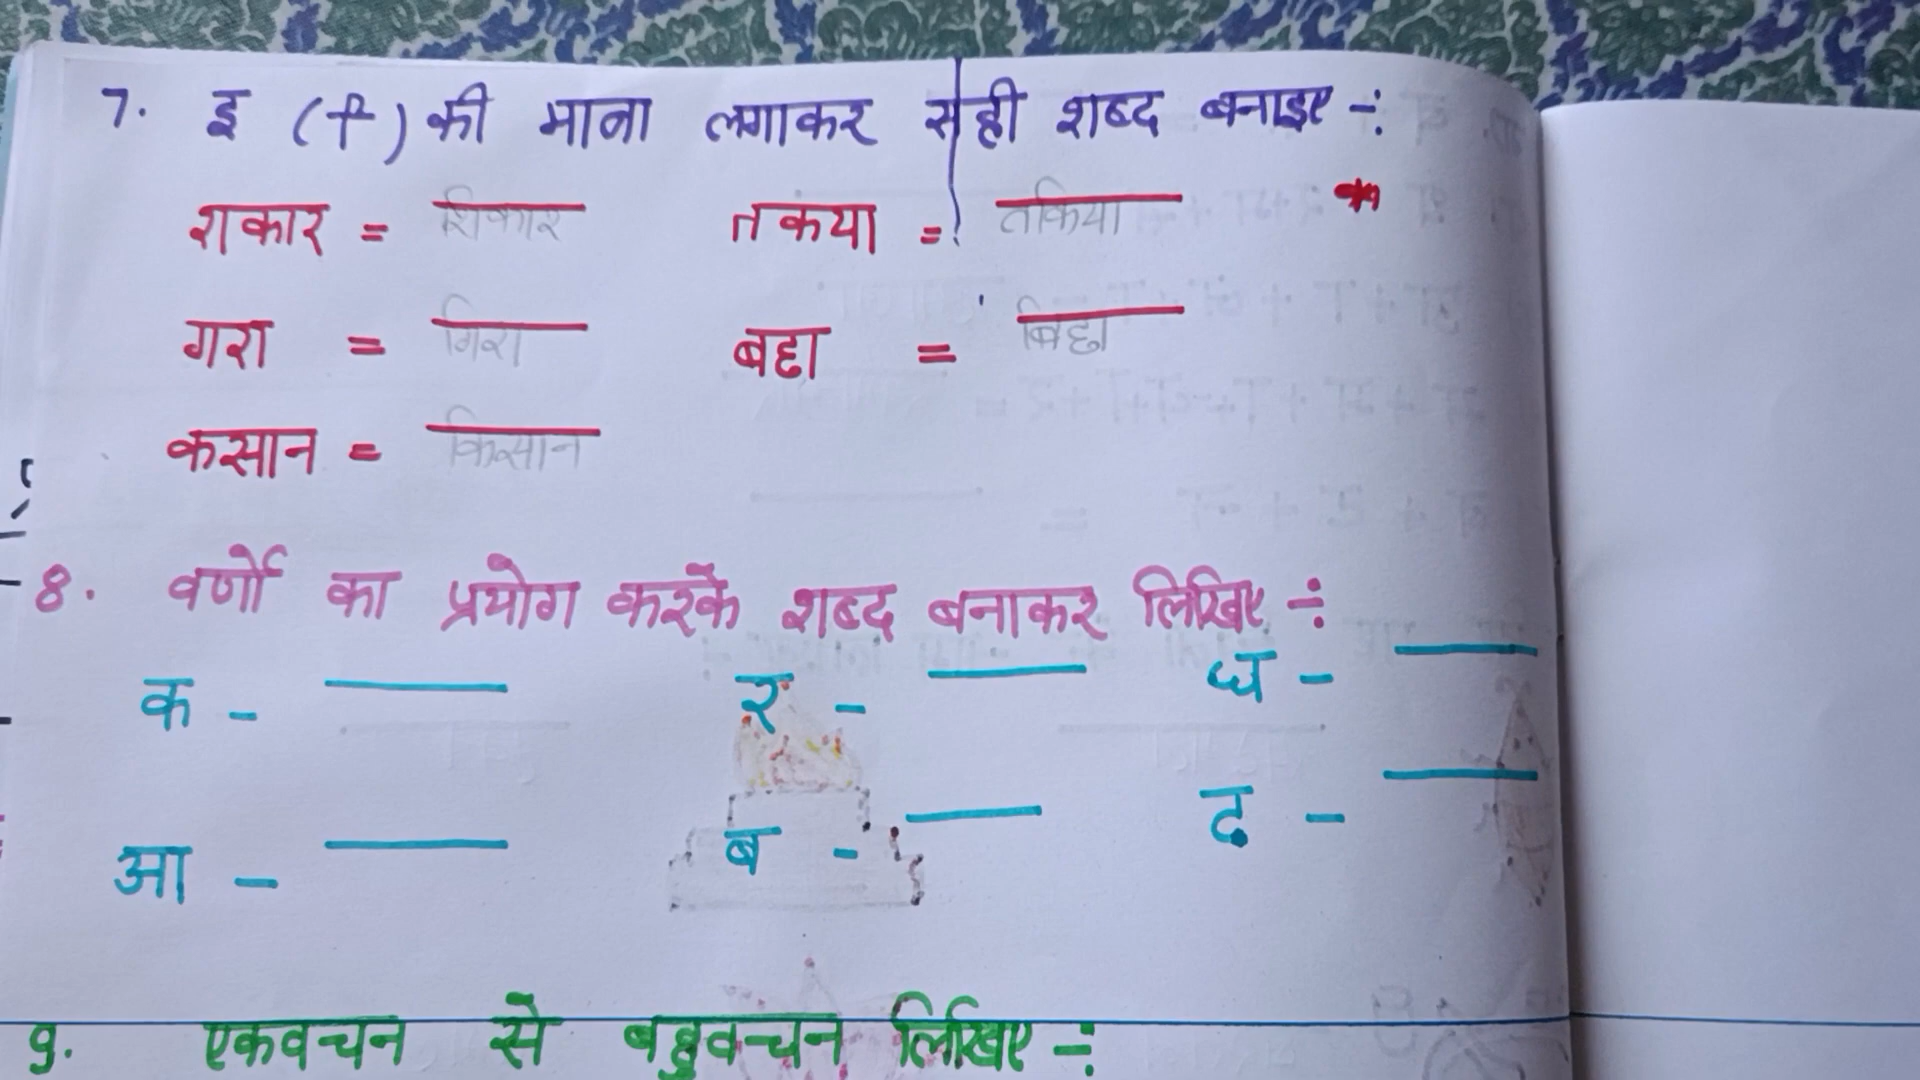 7. इ (ि) की मात्रा लगाकर सही शब्द बनाइए -:
शकार = शिकार तकया = तकिया
गरा = गिरा बदा = बिदा
कसान = किसान
8. वर्णो का प्रयोग करके शब्द बनाकर लिखिए -:
क - र - ध -
आ - ब - द -
9. एकवचन से बहुवचन लिखिए -: